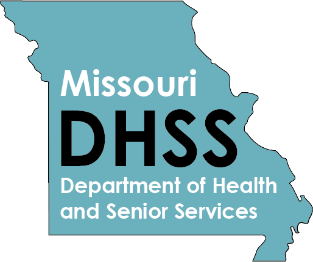 Missouri
DHSS
Department of Health
and Senior Services